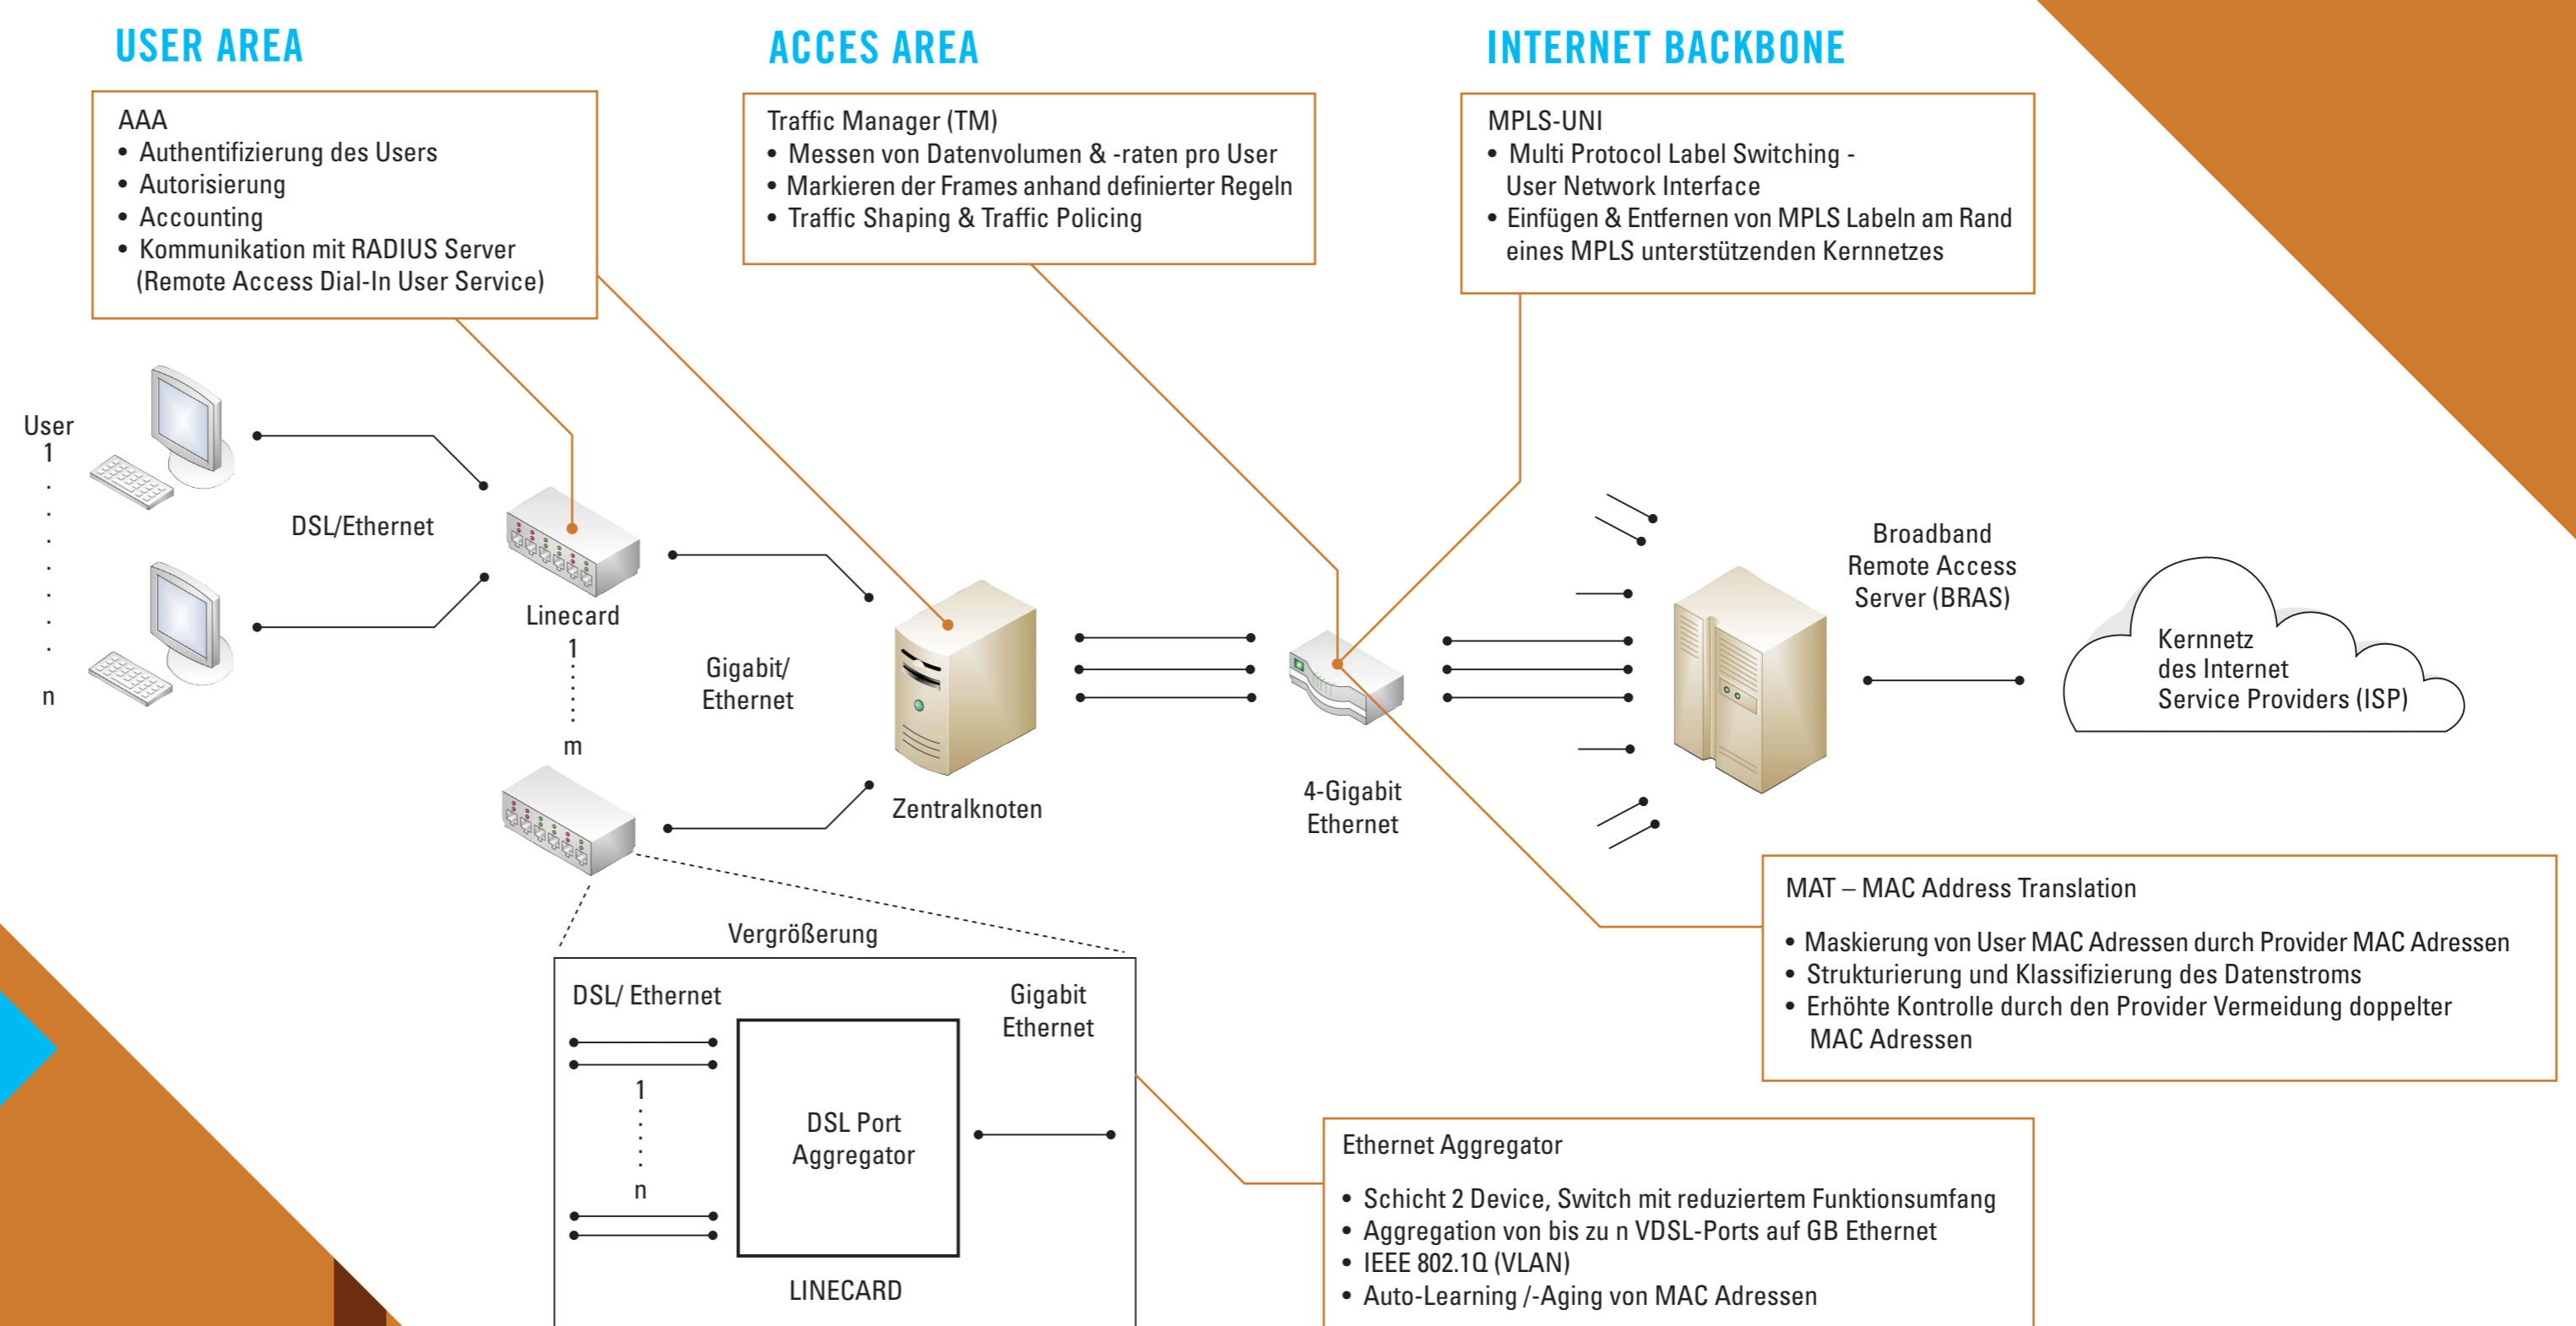 USER AREA
AAA
• Authentifizierung des Users
• Autorisierung
• Accounting
• Kommunikation mit RADIUS Server
(Remote Access Dial-In User Service)
ACCES AREA
Traffic Manager (TM)
• Messen von Datenvolumen & -raten pro User
• Markieren der Frames anhand definierter Regeln
• Traffic Shaping & Traffic Policing
INTERNET BACKBONE
MPLS-UNI
• Multi Protocol Label Switching -
User Network Interface
• Einfügen & Entfernen von MPLS Labeln am Rand
eines MPLS unterstützenden Kernnetzes
User
1
n
DSL/Ethernet
Linecard
1
m
Gigabit/
Ethernet
Zentralknoten
4-Gigabit
Ethernet
Broadband
Remote Access
Server (BRAS)
Kernnetz
des Internet
Service Providers (ISP)
MAT – MAC Address Translation
• Maskierung von User MAC Adressen durch Provider MAC Adressen
• Strukturierung und Klassifizierung des Datenstroms
• Erhöhte Kontrolle durch den Provider Vermeidung doppelter
MAC Adressen
Vergrößerung
DSL/ Ethernet
1
n
DSL Port
Aggregator
Gigabit
Ethernet
LINECARD
Ethernet Aggregator
• Schicht 2 Device, Switch mit reduziertem Funktionsumfang
• Aggregation von bis zu n VDSL-Ports auf GB Ethernet
• IEEE 802.1Q (VLAN)
• Auto-Learning /-Aging von MAC Adressen